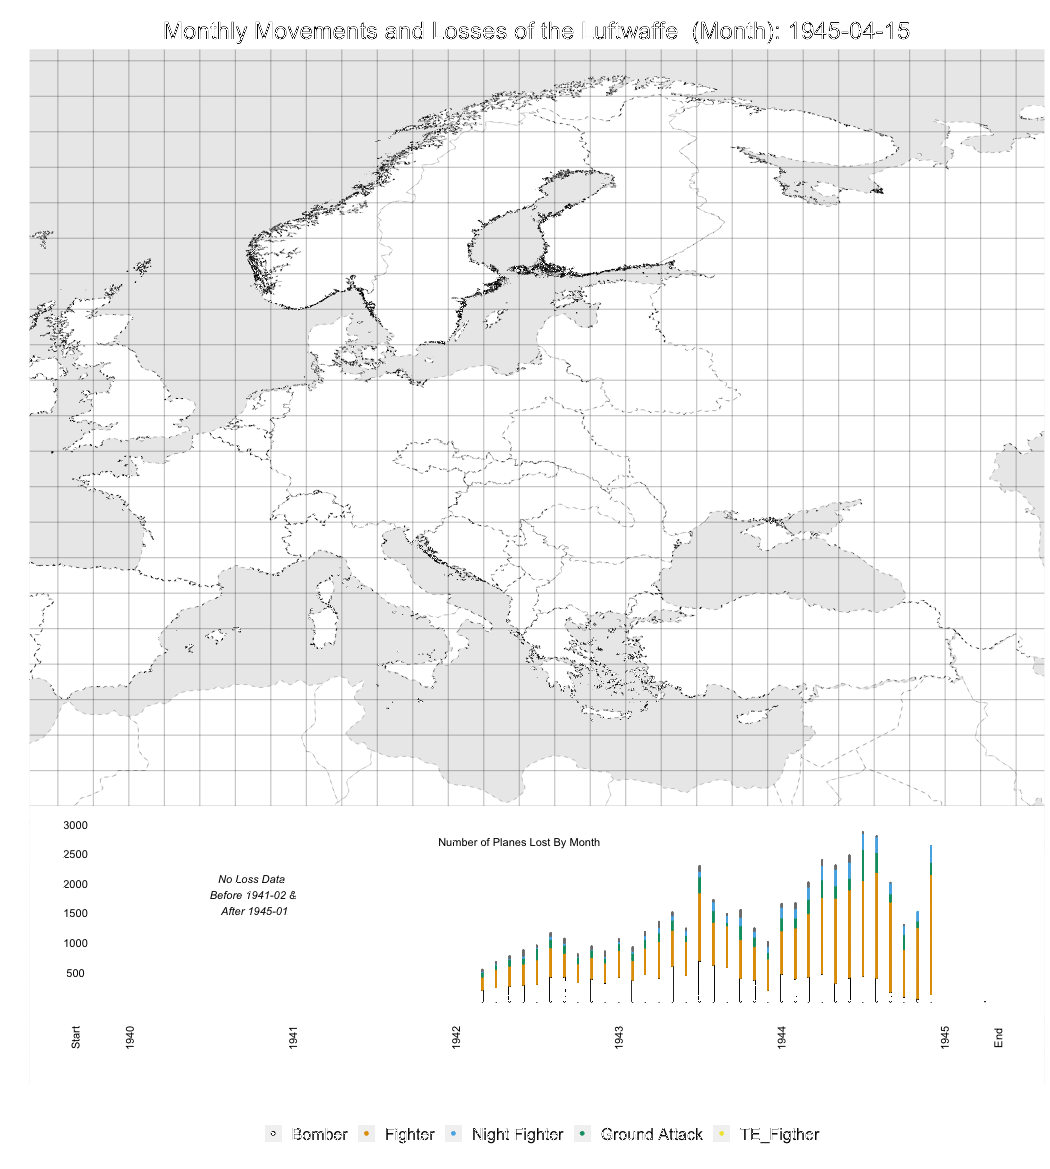 Monthly Movements and Losses of the Luftwaffe (Month): 1945-04-15
3000
Number of Planes Lost By Month
2500
No Loss Data
2000
Before 1941-02 &
1500
After 1945-01
1000
500
Start
1940
1941
1942
1943
1944
1945
End
Bomber Fighter Night Fighter Ground Attack TE_Figther